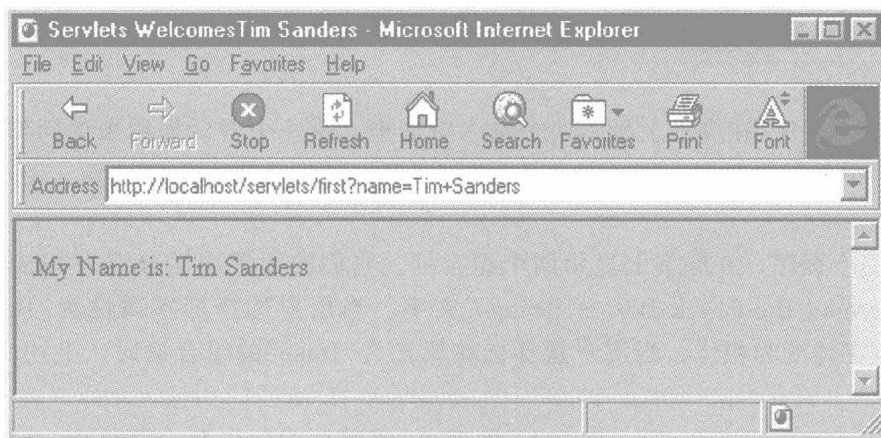 Servlets WelcomesTim Sanders - Microsoft Internet Explorer
File Edit View Go Favorites Help
Back Forward Stop Refresh Home Search Favorites Print Font
Address http://localhost/servlets/first?name=Tim+Sanders
My Name is: Tim Sanders